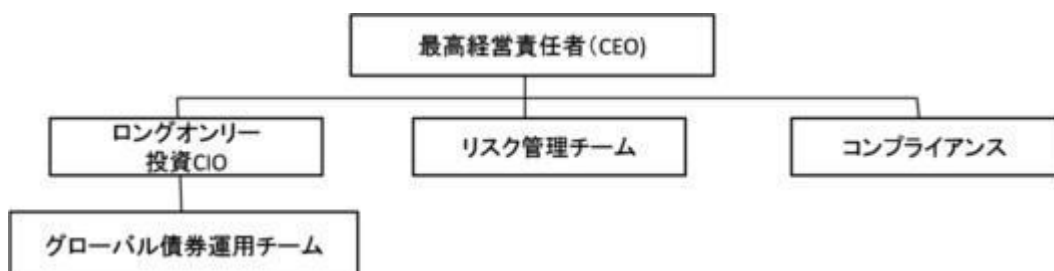 最高経営責任者(CEO)
ロングオンリー
投資CIO
リスク管理チーム
コンプライアンス
グローバル債券運用チーム